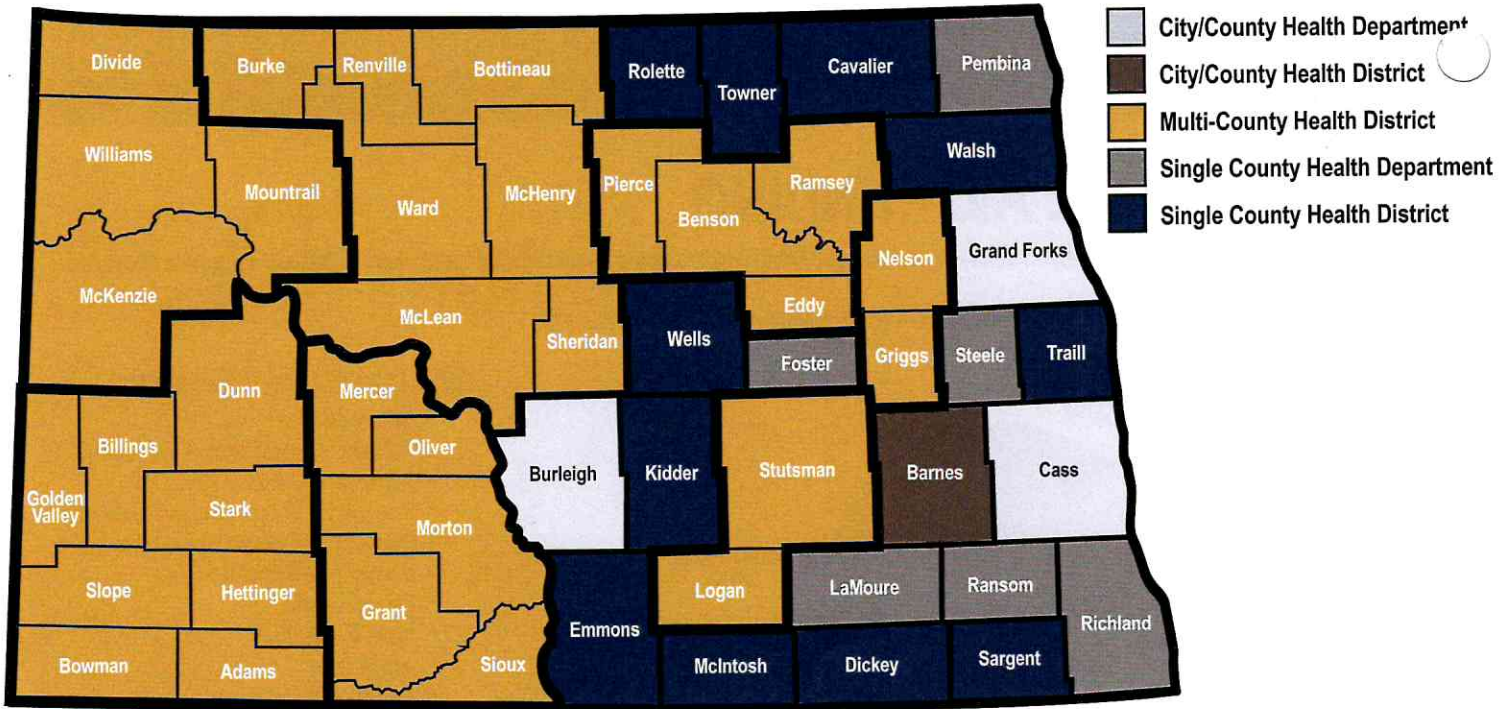 City/County Health Department
City/County Health District
Multi-County Health District
Single County Health Department
Single County Health District
Divide
Burke
Renville
Bottineau
Rolette
Towner
Cavalier
Pembina
Williams
Mountrail
Ward
McHenry
Pierce
Benson
Ramsey
Walsh
Nelson
Grand Forks
McKenzie
McLean
Sheridan
Wells
Eddy
Foster
Griggs
Steele
Traill
Dunn
Mercer
Oliver
Billings
Golden
Valley
Stark
Morton
Burleigh
Kidder
Stutsman
Barnes
Cass
Slope
Hettinger
Grant
Logan
LaMoure
Ransom
Richland
Emmons
Bowman
Adams
Sioux
McIntosh
Dickey
Sargent